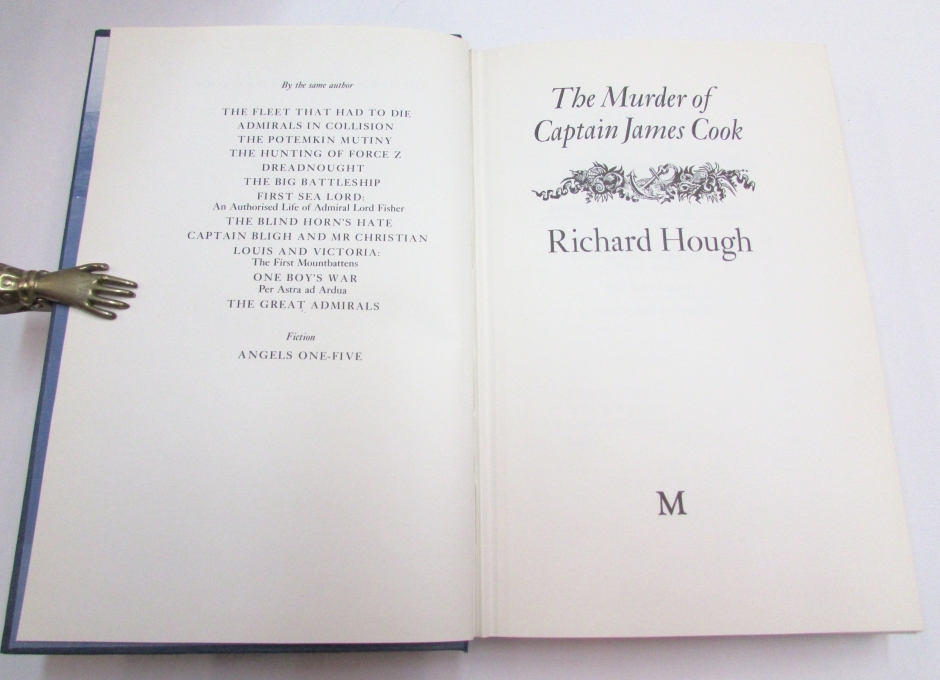 By the same author
THE FLEET THAT HAD TO DIE
ADMIRALS IN COLLISION
THE POTEMKIN MUTINY
THE HUNTING OF FORCE Z
DREADNOUGHT
THE BIG BATTLESHIP
FIRST SEA LORD:
An Authorised Life of Admiral Lord Fisher
THE BLIND HORN'S HATE
CAPTAIN BLIGH AND MR CHRISTIAN
LOUIS AND VICTORIA:
The First Mountbattens
ONE BOY'S WAR
Per Astra ad Ardua
THE GREAT ADMIRALS
Fiction
ANGELS ONE-FIVE
The Murder of
Captain James Cook
Richard Hough
M